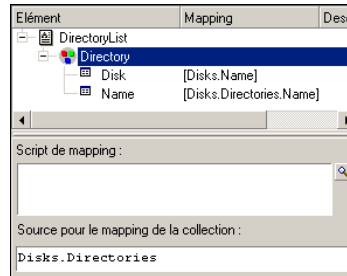 Elément Mapping
DirectoryList
Directory
Disk [Disks.Name]
Name [Disks.Directories.Name]
Script de mapping :
Source pour le mapping de la collection :
Disks.Directories